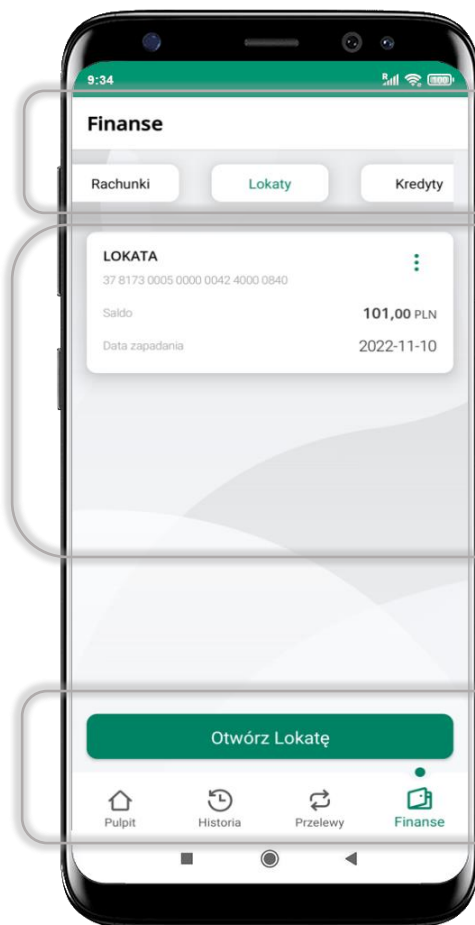 9:34
Finanse
Rachunki Lokaty Kredyty
LOKATA
37 8173 0005 0000 0042 4000 0840
Saldo 101,00 PLN
Data zapadania 2022-11-10
Otwórz Lokatę
Pulpit Historia Przelewy Finanse